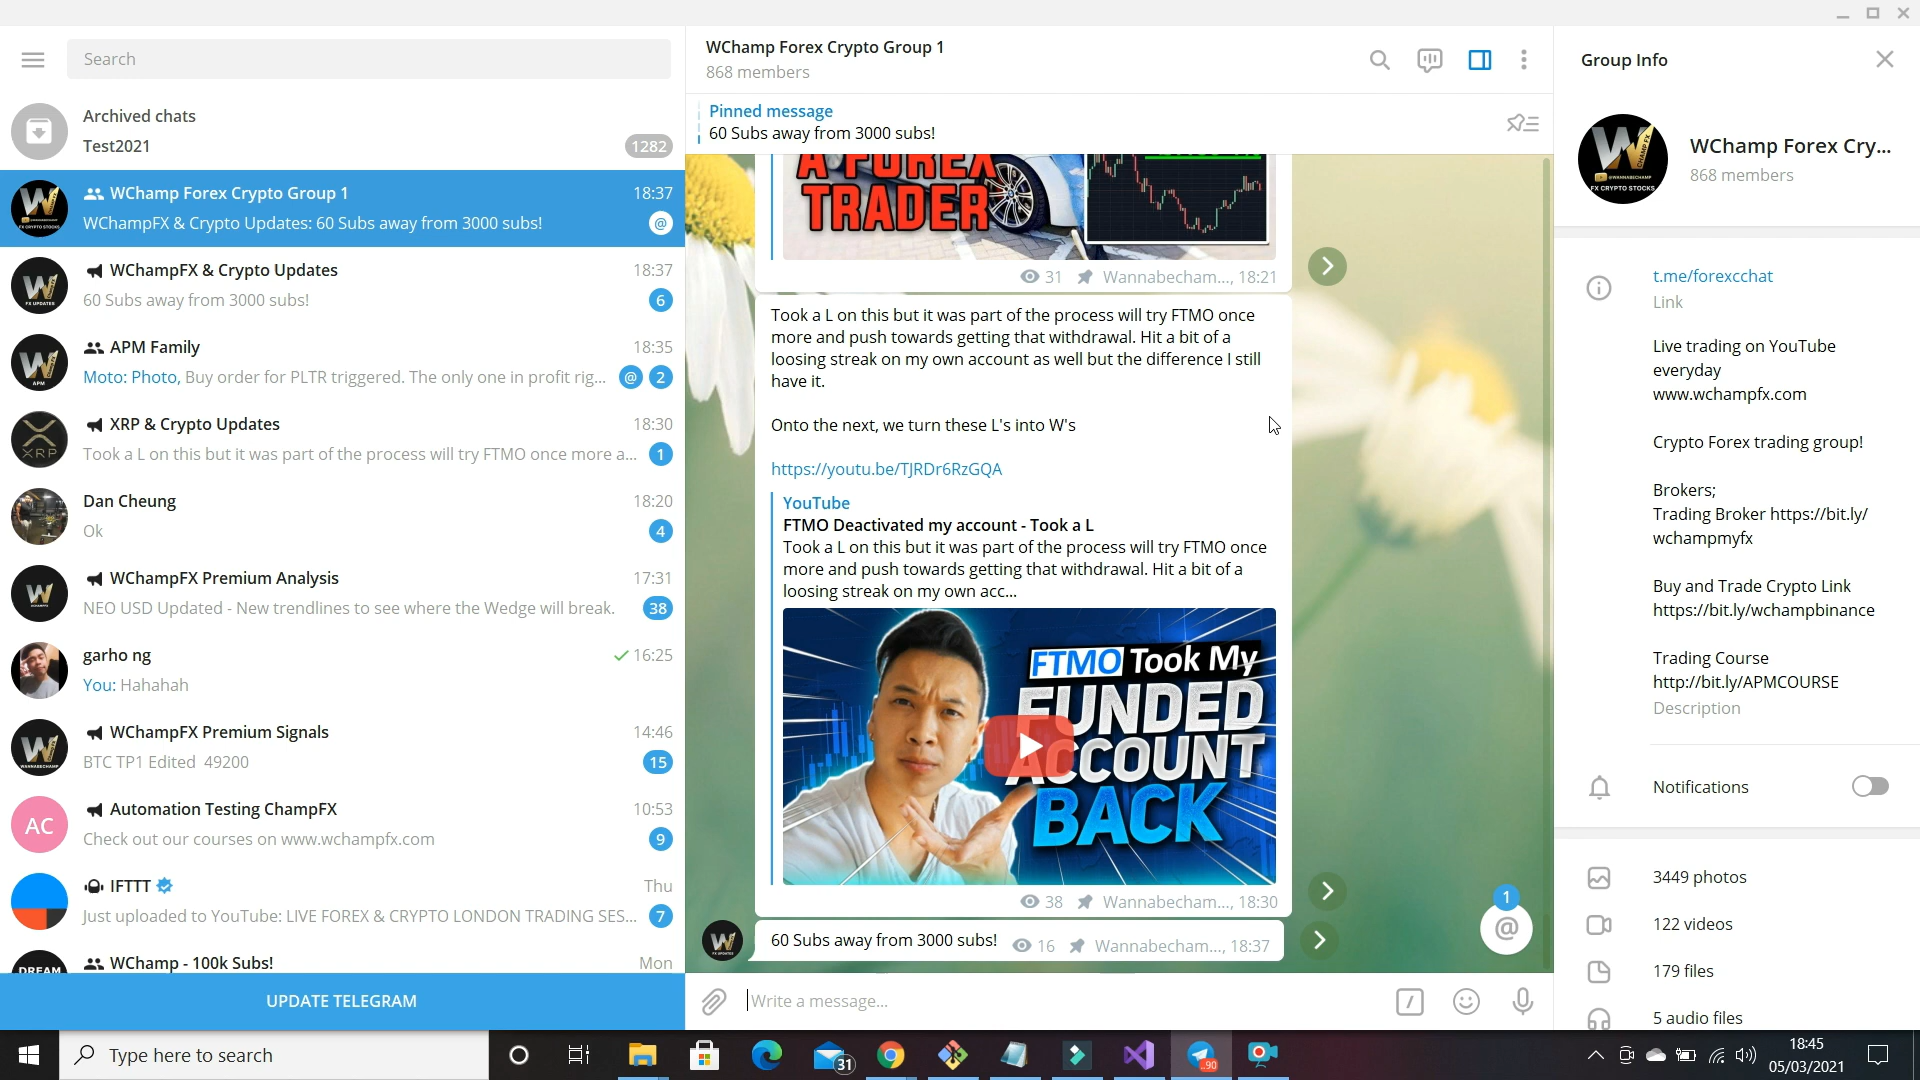 Search
Archived chats
Test2021
1282
WChamp Forex Crypto Group 1
18:37
WChampFX & Crypto Updates: 60 Subs away from 3000 subs!
@
WChampFX & Crypto Updates
18:37
60 Subs away from 3000 subs!
6
APM Family
18:35
Moto: Photo, Buy order for PLTR triggered. The only one in profit rig...
@
2
XRP & Crypto Updates
18:30
Took a L on this but it was part of the process will try FTMO once more a...
1
Dan Cheung
18:20
Ok
4
WChampFX Premium Analysis
17:31
NEO USD Updated - New trendlines to see where the Wedge will break.
38
garho ng
16:25
You: Hahahah
WChampFX Premium Signals
14:46
BTC TP1 Edited 49200
15
AC
Automation Testing ChampFX
10:53
Check out our courses on www.wchampfx.com
9
IFTTT
Thu
Just uploaded to YouTube: LIVE FOREX & CRYPTO LONDON TRADING SES...
7
DREAM
WChamp - 100k Subs!
Mon
UPDATE TELEGRAM
WChamp Forex Crypto Group 1
868 members
Pinned message
60 Subs away from 3000 subs!
A FOREX
TRADER
31
Wannabecham..., 18:21
Took a L on this but it was part of the process will try FTMO once
more and push towards getting that withdrawal. Hit a bit of a
loosing streak on my own account as well but the difference I still
have it.
Onto the next, we turn these L's into W's
https://youtu.be/TJRDr6RzGQA
YouTube
FTMO Deactivated my account - Took a L
Took a L on this but it was part of the process will try FTMO once
more and push towards getting that withdrawal. Hit a bit of a
loosing streak on my own acc...
FTMO Took My
FUNDED
ACCOUNT
BACK
38
Wannabecham..., 18:30
60 Subs away from 3000 subs!
16
Wannabecham..., 18:37
1
@
Write a message...
Group Info
WChamp Forex Cry...
868 members
t.me/forexcchat
Link
Live trading on YouTube
everyday
www.wchampfx.com
Crypto Forex trading group!
Brokers;
Trading Broker https://bit.ly/
wchampmyfx
Buy and Trade Crypto Link
https://bit.ly/wchampbinance
Trading Course
http://bit.ly/APMCOURSE
Description
Notifications
3449 photos
122 videos
179 files
5 audio files
Type here to search
31
..90
18:45
05/03/2021